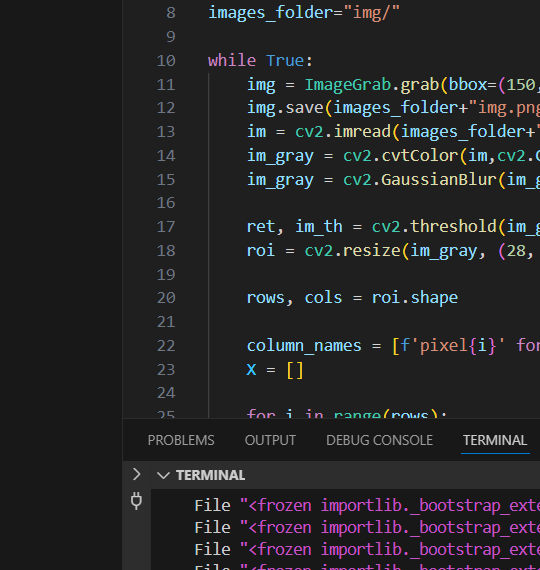 8 images_folder="img/"
9
10 while True:
11 img = ImageGrab.grab(bbox=(150,
12 img.save(images_folder+"img.png
13 im = cv2.imread(images_folder+"
14 im_gray = cv2.cvtColor(im,cv2.C
15 im_gray = cv2.GaussianBlur(im_g
16
17 ret, im_th = cv2.threshold(im_g
18 roi = cv2.resize(im_gray, (28,
19
20 rows, cols = roi.shape
21
22 column_names = [f'pixel{i}' for
23 X = []
24
25 for i in range(rows):
PROBLEMS OUTPUT DEBUG CONSOLE TERMINAL
TERMINAL
File "<frozen importlib._bootstrap_exte
File "<frozen importlib._bootstrap_exte
File "<frozen importlib._bootstrap_exte
File "<frozen importlib._bootstrap_exte